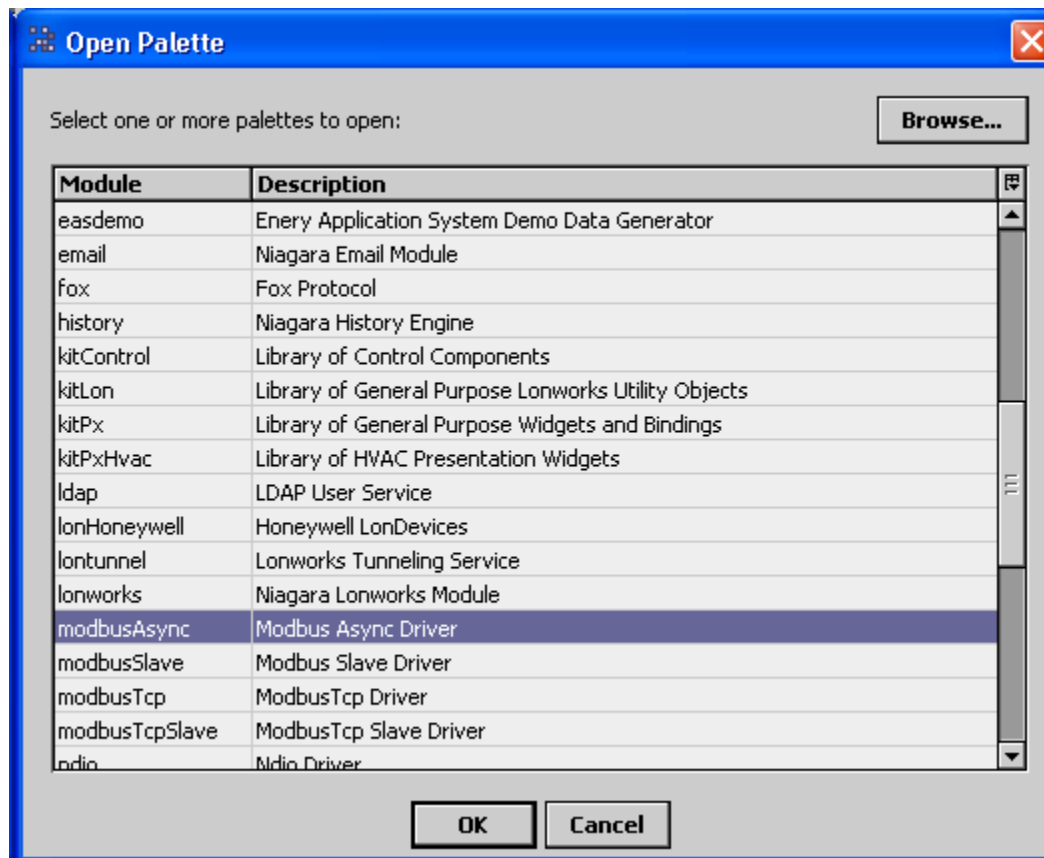 Open Palette
Select one or more palettes to open:
Browse...
Module Description
easdemo Enery Application System Demo Data Generator
email Niagara Email Module
fox Fox Protocol
history Niagara History Engine
kitControl Library of Control Components
kitLon Library of General Purpose Lonworks Utility Objects
kitPx Library of General Purpose Widgets and Bindings
kitPxHvac Library of HVAC Presentation Widgets
ldap LDAP User Service
lonHoneywell Honeywell LonDevices
lontunnel Lonworks Tunneling Service
lonworks Niagara Lonworks Module
modbusAsync Modbus Async Driver
modbusSlave Modbus Slave Driver
modbusTcp ModbusTcp Driver
modbusTcpSlave ModbusTcp Slave Driver
ndio Ndio Driver
OK Cancel